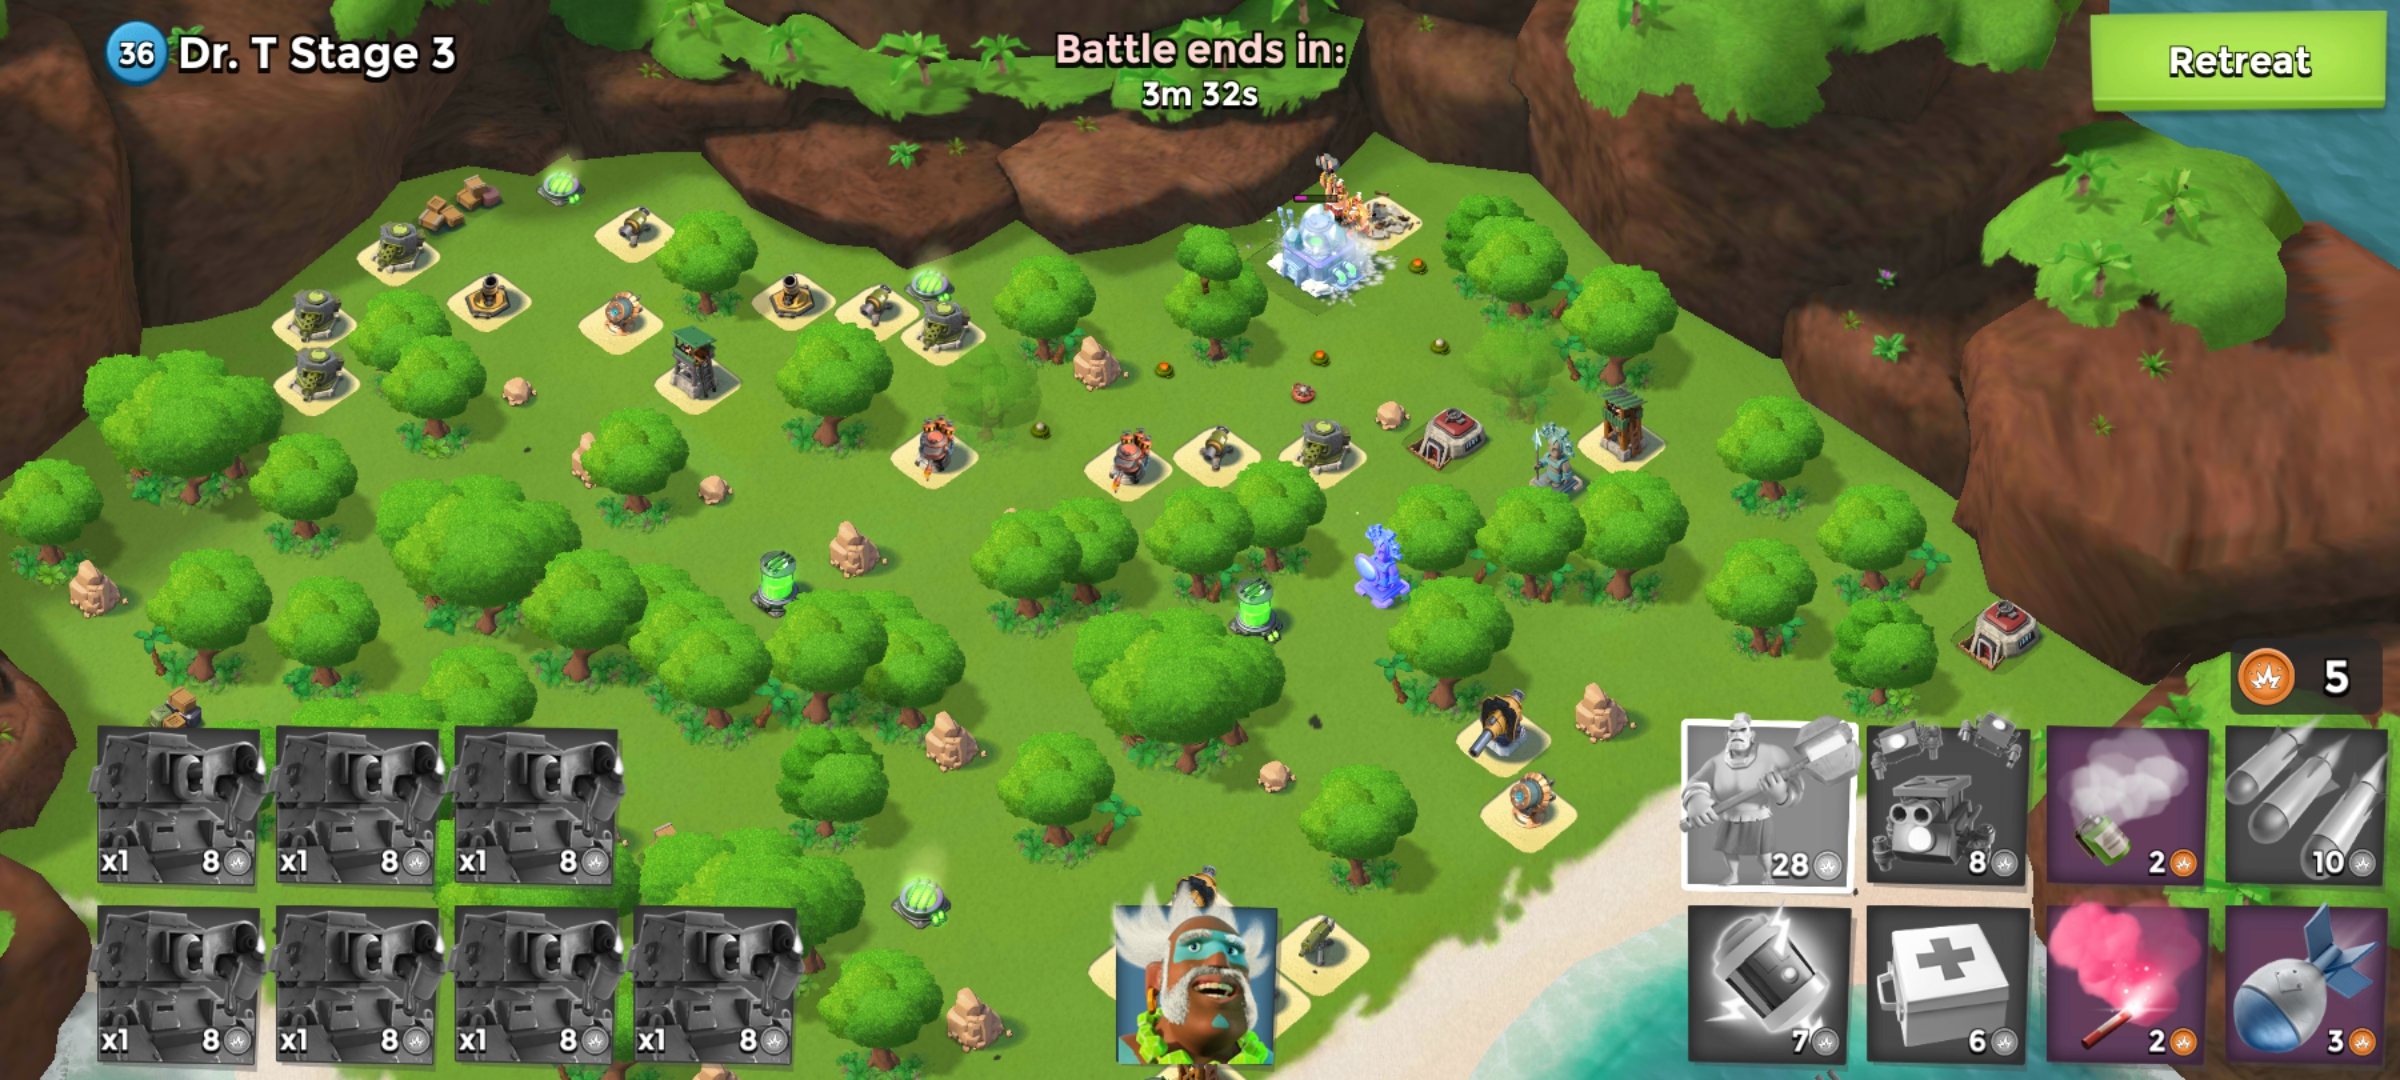 36 Dr. T Stage 3
Battle ends in:
3m 32s
Retreat
5
x1 8
x1 8
x1 8
28
8
2
10
x1 8
x1 8
x1 8
x1 8
7
6
2
3